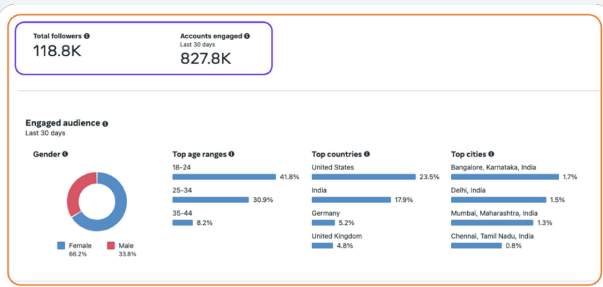 Total followers
118.8K
Accounts engaged
Last 30 days
827.8K
Engaged audience
Last 30 days
Gender
Female
66.2%
Male
33.8%
Top age ranges
18-24
41.8%
25-34
30.9%
35-44
8.2%
Top countries
United States
23.5%
India
17.9%
Germany
5.2%
United Kingdom
4.8%
Top cities
Bangalore, Karnataka, India
1.7%
Delhi, India
1.5%
Mumbai, Maharashtra, India
1.3%
Chennai, Tamil Nadu, India
0.8%